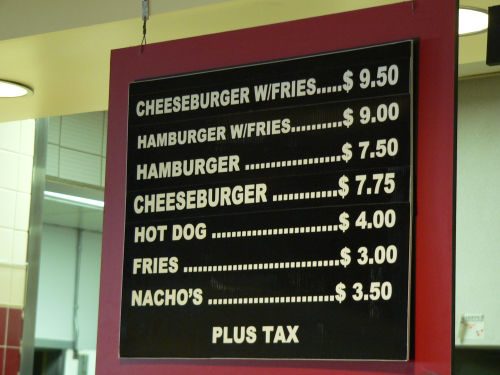 CHEESEBURGER W/FRIES.....$ 9.50
HAMBURGER W/FRIES..........$ 9.00
HAMBURGER ...................$ 7.50
CHEESEBURGER .............$ 7.75
HOT DOG .........................$ 4.00
FRIES ..............................$ 3.00
NACHO'S ........................$ 3.50
PLUS TAX